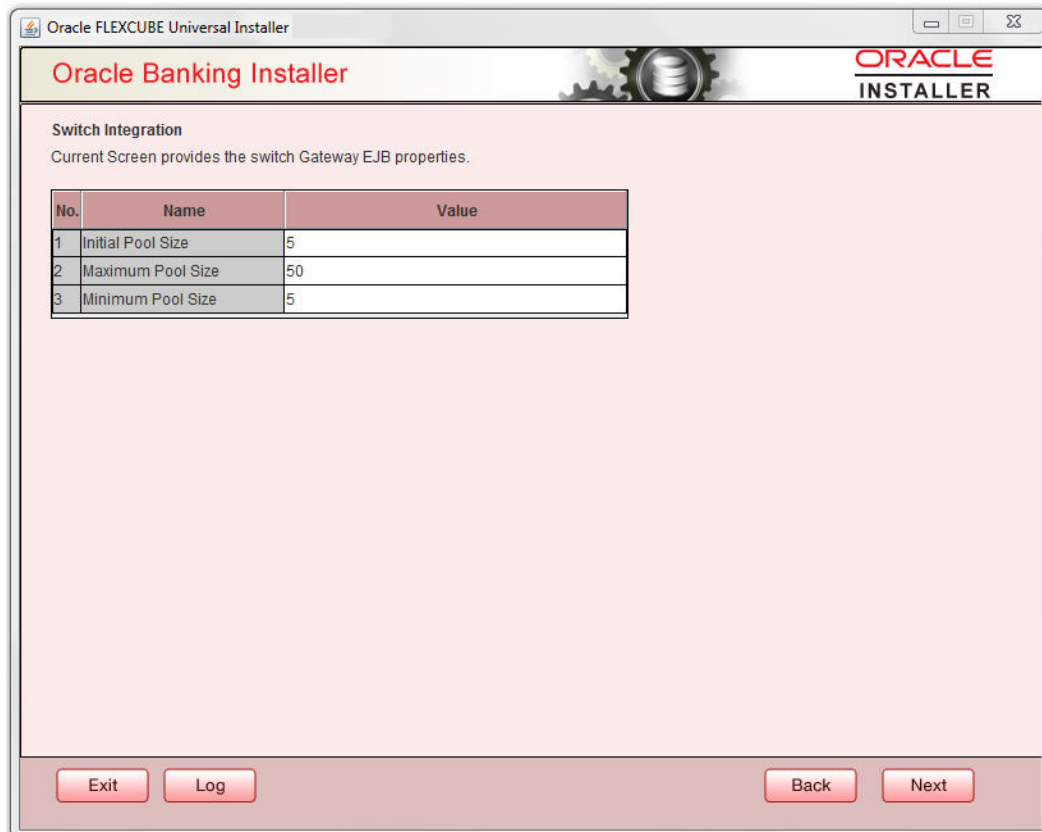 Oracle FLEXCUBE Universal Installer
Oracle Banking Installer
ORACLE
INSTALLER
Switch Integration
Current Screen provides the switch Gateway EJB properties.
No. Name Value
1 Initial Pool Size 5
2 Maximum Pool Size 50
3 Minimum Pool Size 5
Exit Log Back Next